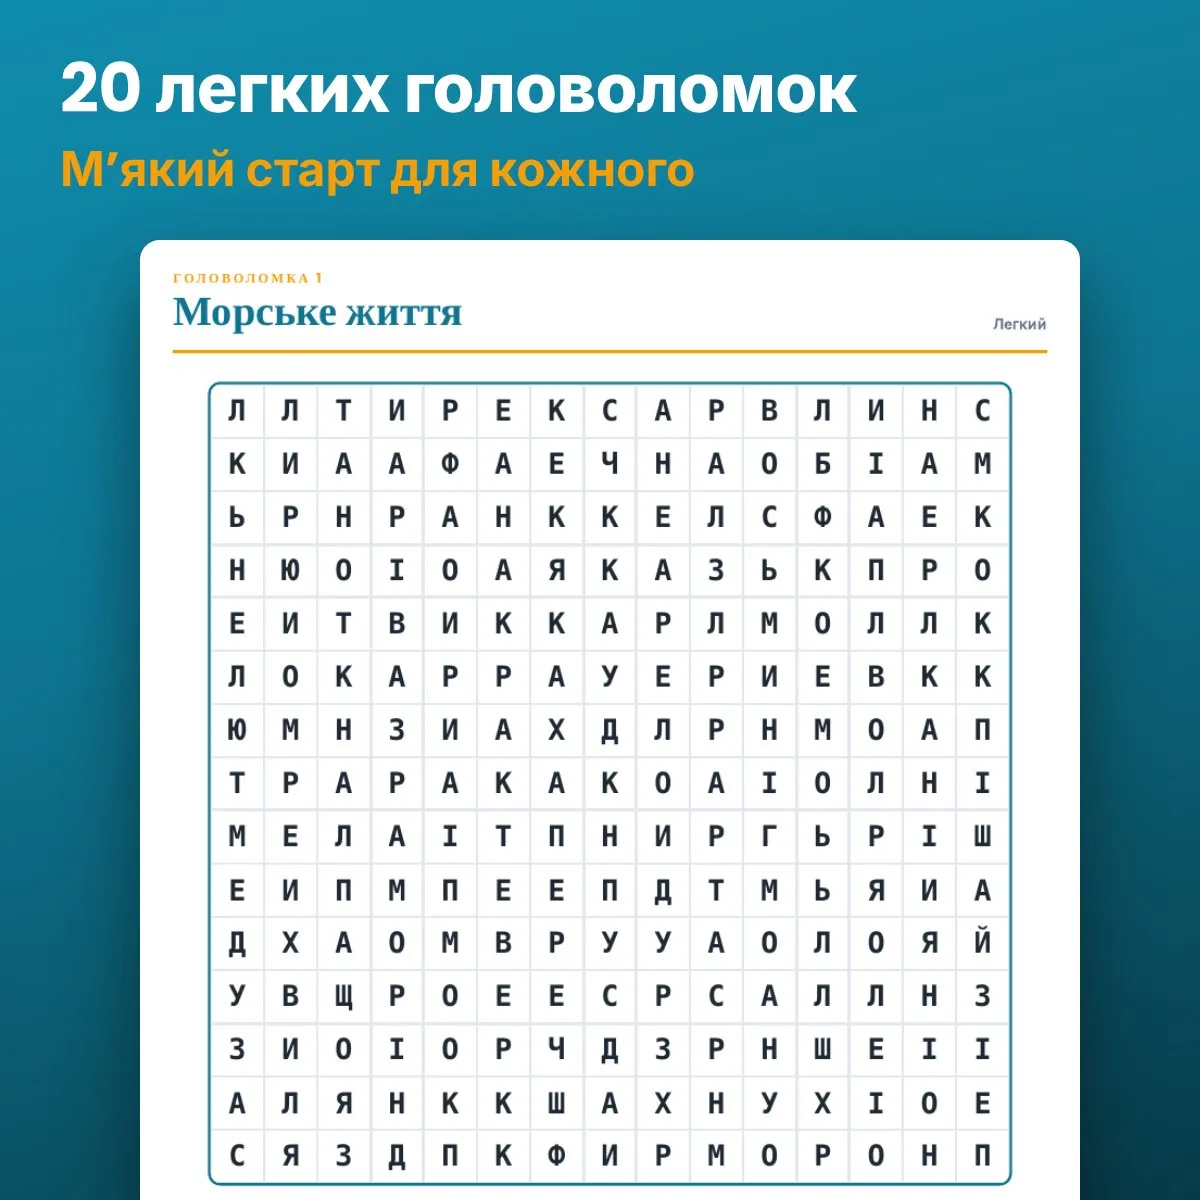 20 легких головоломок
М’який старт для кожного
ГОЛОВОЛОМКА 1
Морське життя
Легкий
Л Л Т И Р Е К С А Р В Л И Н С
К И А А Ф А Е Ч Н А О Б І А М
Ь Р Н Р А Н К К Е Л С Ф А Е К
Н Ю О І О А Я К А З Ь К П Р О
Е И Т В И К К А Р Л М О Л Л К
Л О К А Р Р А У Е Р И Е В К К
Ю М Н З И А Х Д Л Р Н М О А П
Т Р А Р А К А К О А І О Л Н І
М Е Л А І Т П Н И Р Г Ь Р І Ш
Е И П М П Е Е П Д Т М Ь Я И А
Д Х А О М В Р У У А О Л О Я Й
У В Щ Р О Е Е С Р С А Л Л Н З
З И О І О Р Ч Д З Р Н Ш Е І І
А Л Я Н К К Ш А Х Н У Х І О Е
С Я З Д П К Ф И Р М О Р О Н П